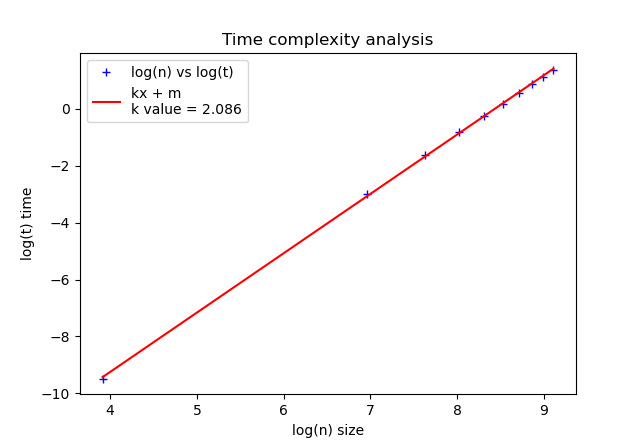 Time complexity analysis
log(n) vs log(t)
kx + m
k value = 2.086
0
−2
−4
−6
−8
−10
log(t) time
4 5 6 7 8 9
log(n) size